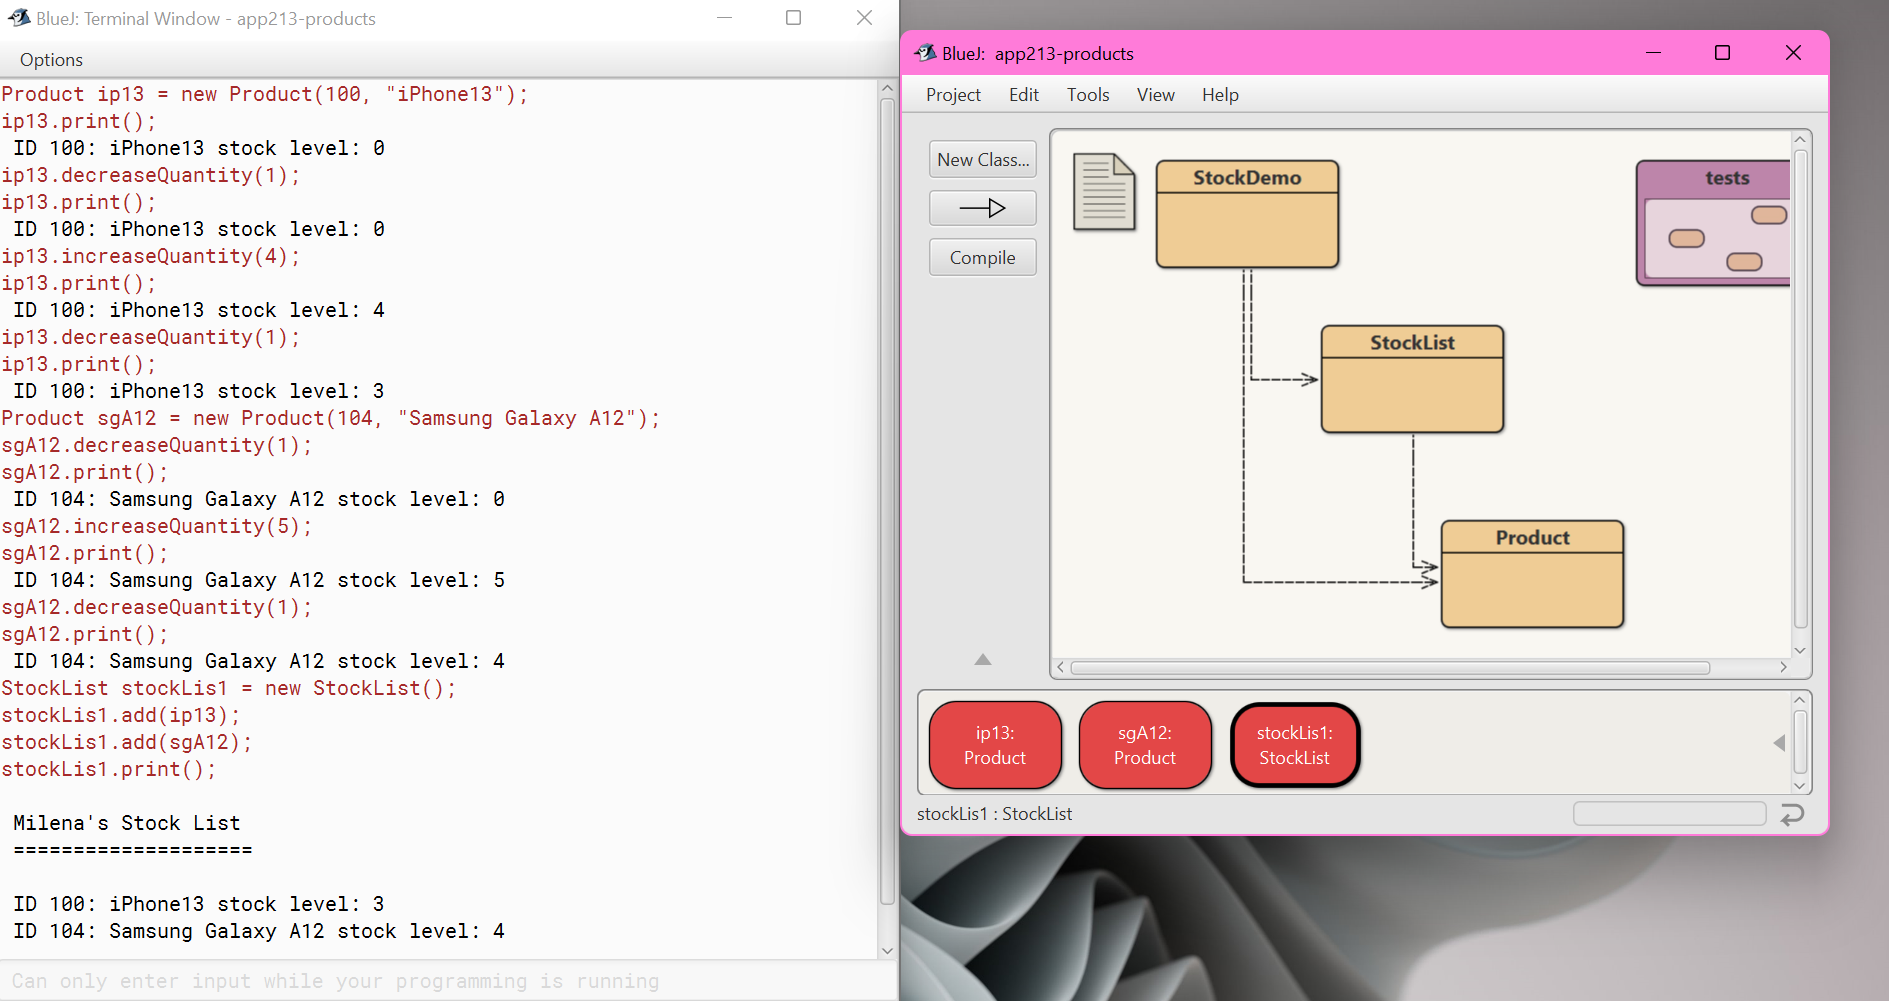 BlueJ: Terminal Window - app213-products
Options
Product ip13 = new Product(100, "iPhone13");
ip13.print();
ID 100: iPhone13 stock level: 0
ip13.decreaseQuantity(1);
ip13.print();
ID 100: iPhone13 stock level: 0
ip13.increaseQuantity(4);
ip13.print();
ID 100: iPhone13 stock level: 4
ip13.decreaseQuantity(1);
ip13.print();
ID 100: iPhone13 stock level: 3
Product sgA12 = new Product(104, "Samsung Galaxy A12");
sgA12.decreaseQuantity(1);
sgA12.print();
ID 104: Samsung Galaxy A12 stock level: 0
sgA12.increaseQuantity(5);
sgA12.print();
ID 104: Samsung Galaxy A12 stock level: 5
sgA12.decreaseQuantity(1);
sgA12.print();
ID 104: Samsung Galaxy A12 stock level: 4
StockList stockLis1 = new StockList();
stockLis1.add(ip13);
stockLis1.add(sgA12);
stockLis1.print();
Milena's Stock List
====================
ID 100: iPhone13 stock level: 3
ID 104: Samsung Galaxy A12 stock level: 4
Can only enter input while your programming is running
BlueJ: app213-products
Project Edit Tools View Help
New Class...
Compile
StockDemo
tests
StockList
Product
ip13:
Product
sgA12:
Product
stockLis1:
StockList
stockLis1 : StockList